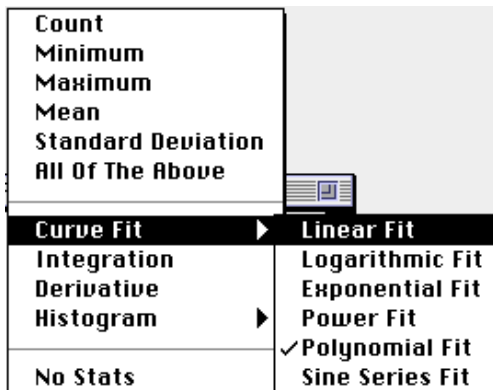 Count
Minimum
Maximum
Mean
Standard Deviation
All Of The Above
Curve Fit
Integration
Derivative
Histogram
No Stats
Linear Fit
Logarithmic Fit
Exponential Fit
Power Fit
✓Polynomial Fit
Sine Series Fit